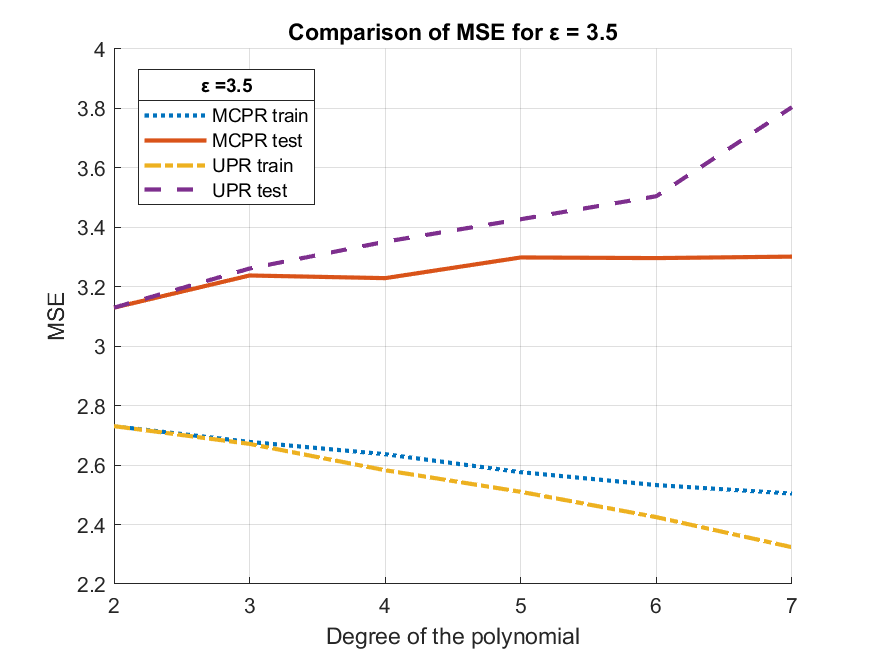 Comparison of MSE for ε = 3.5
4
3.8
3.6
3.4
3.2
3
2.8
2.6
2.4
2.2
MSE
ε =3.5
MCPR train
MCPR test
UPR train
UPR test
2 3 4 5 6 7
Degree of the polynomial